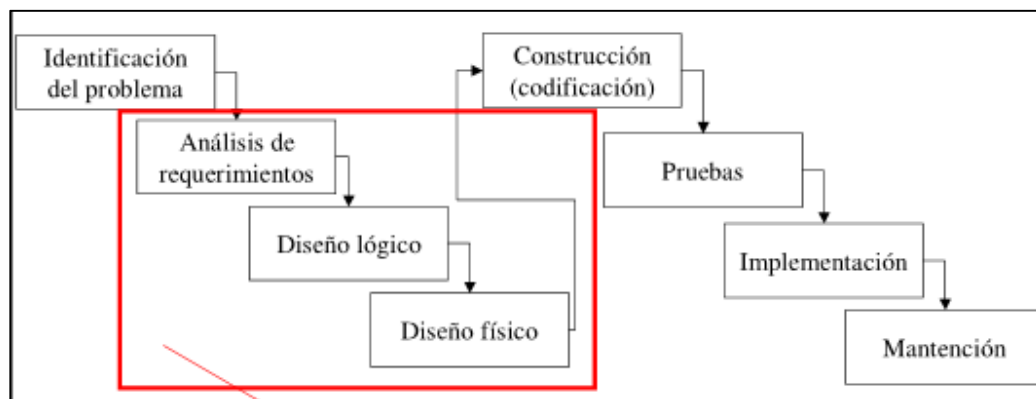 Identificación
del problema
Análisis de
requerimientos
Diseño lógico
Diseño físico
Construcción
(codificación)
Pruebas
Implementación
Mantención